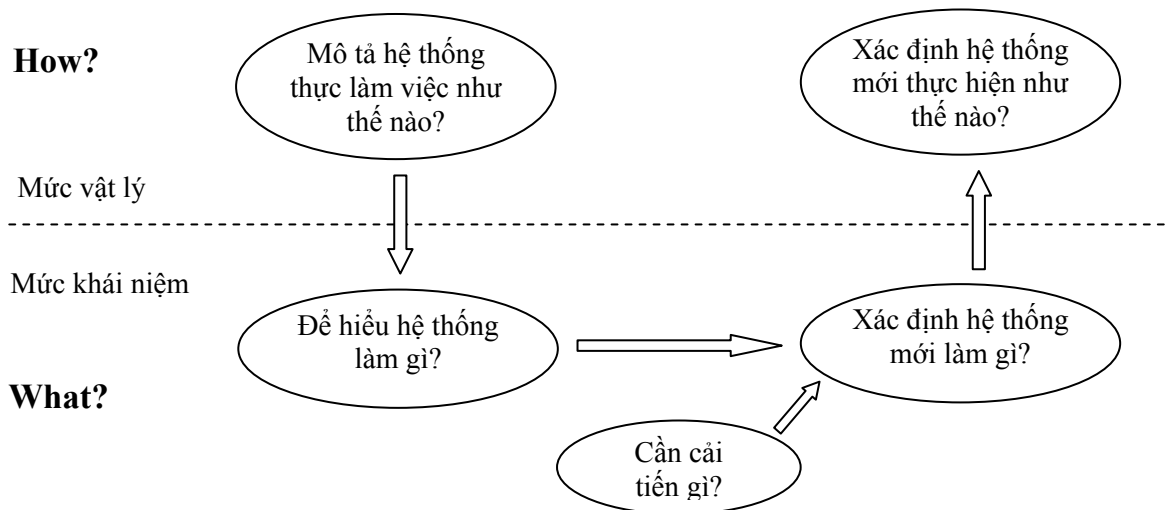 How?
Mô tả hệ thống
thực làm việc như
thế nào?
Xác định hệ thống
mới thực hiện như
thế nào?
Mức vật lý
Mức khái niệm
Để hiểu hệ thống
làm gì?
Xác định hệ thống
mới làm gì?
What?
Cần cải
tiến gì?